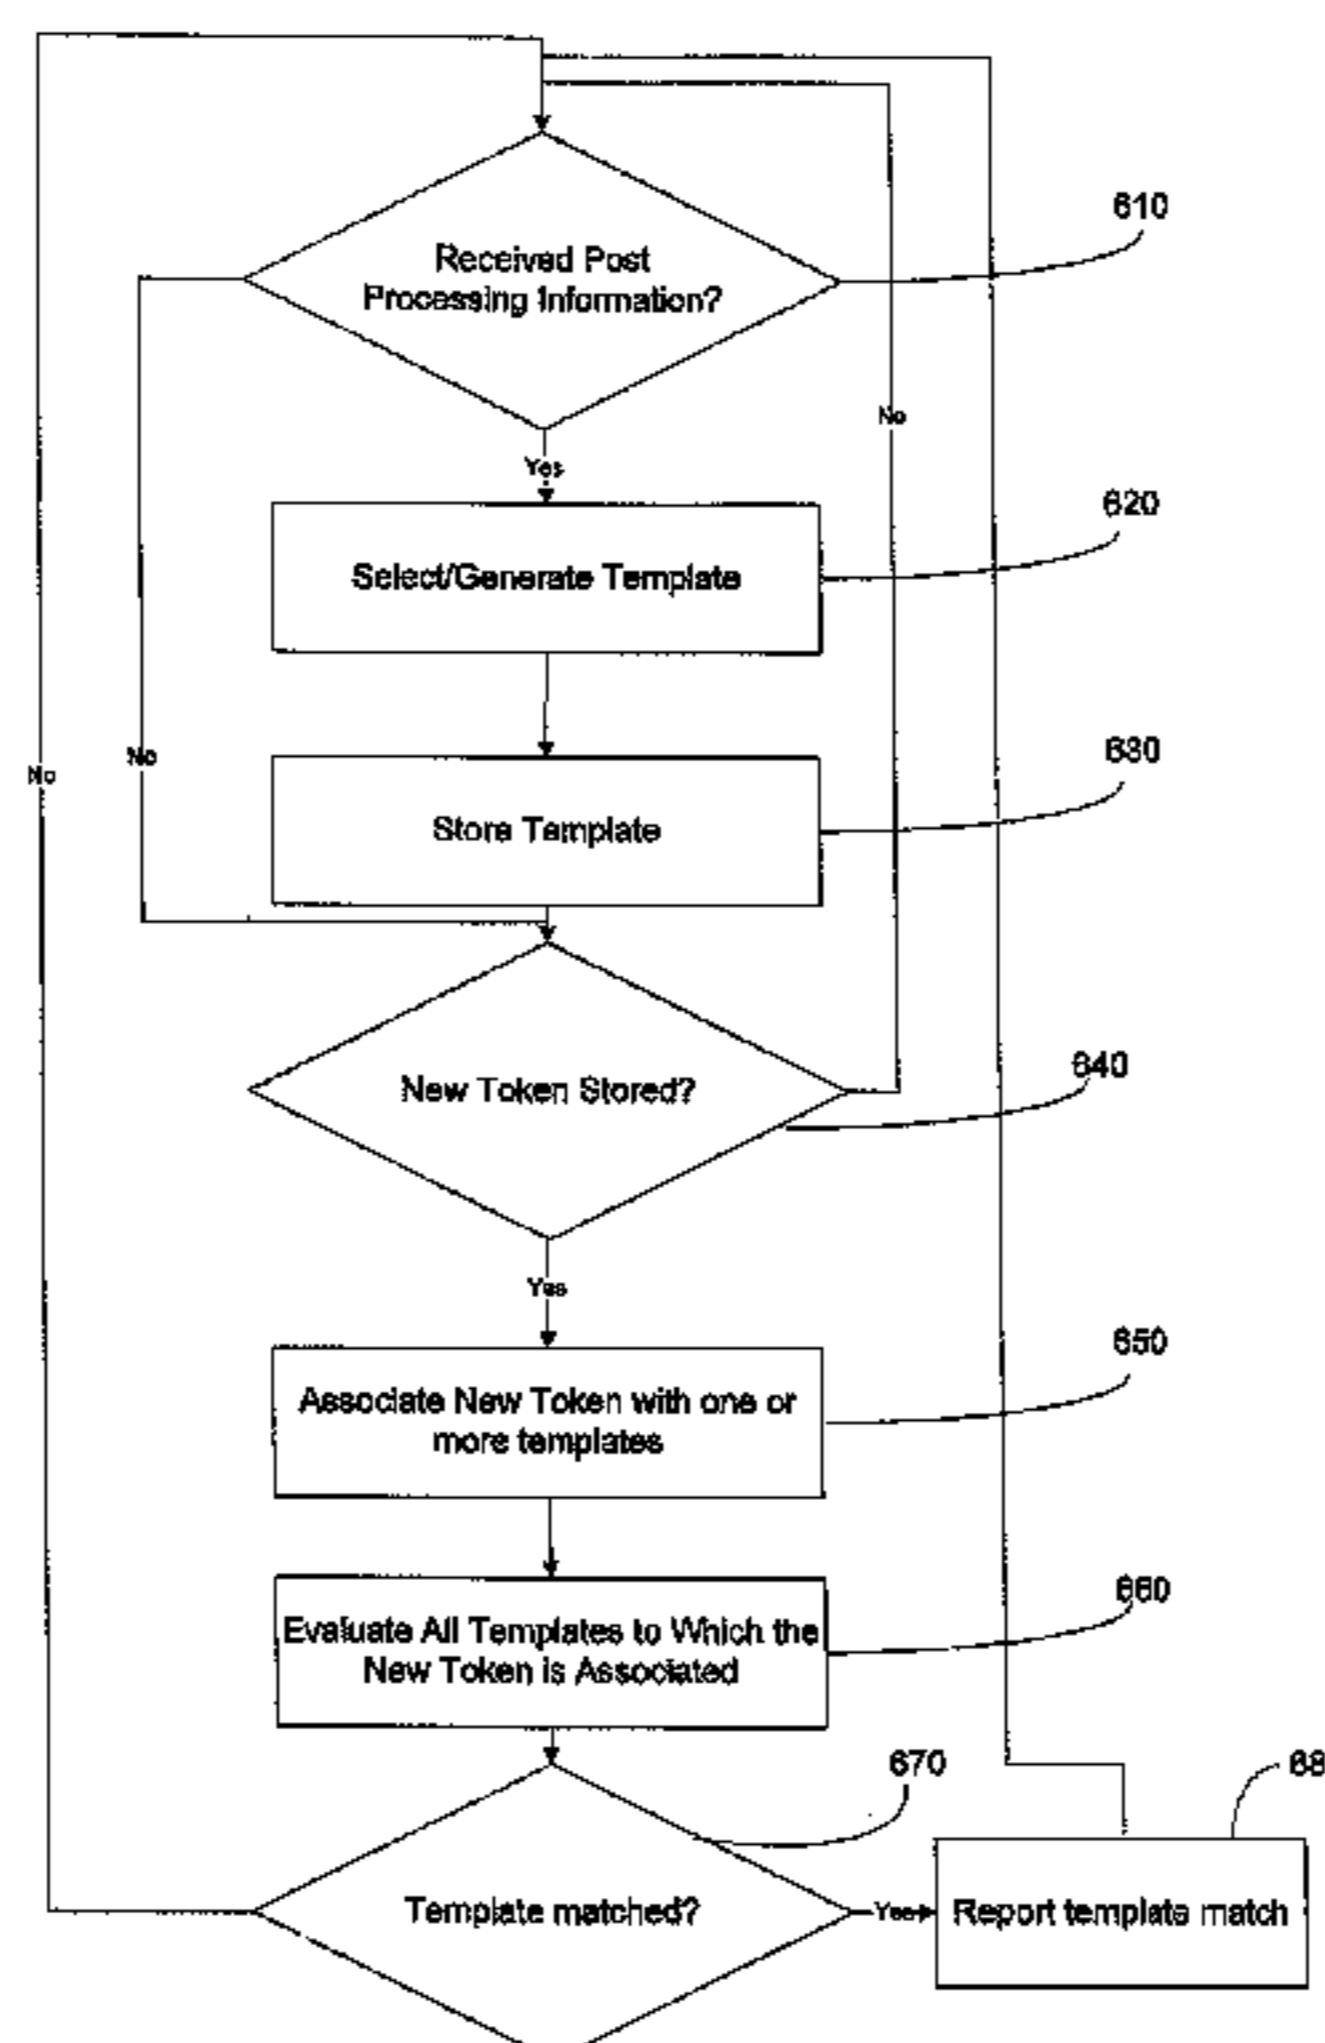 610
Received Post
Processing Information?
No
Yes
620
Select/Generate Template
630
No
No
Store Template
640
New Token Stored?
Yes
650
Associate New Token with one or
more templates
660
Evaluate All Templates to Which the
New Token is Associated
670
68
Template matched?
Yes
Report template match